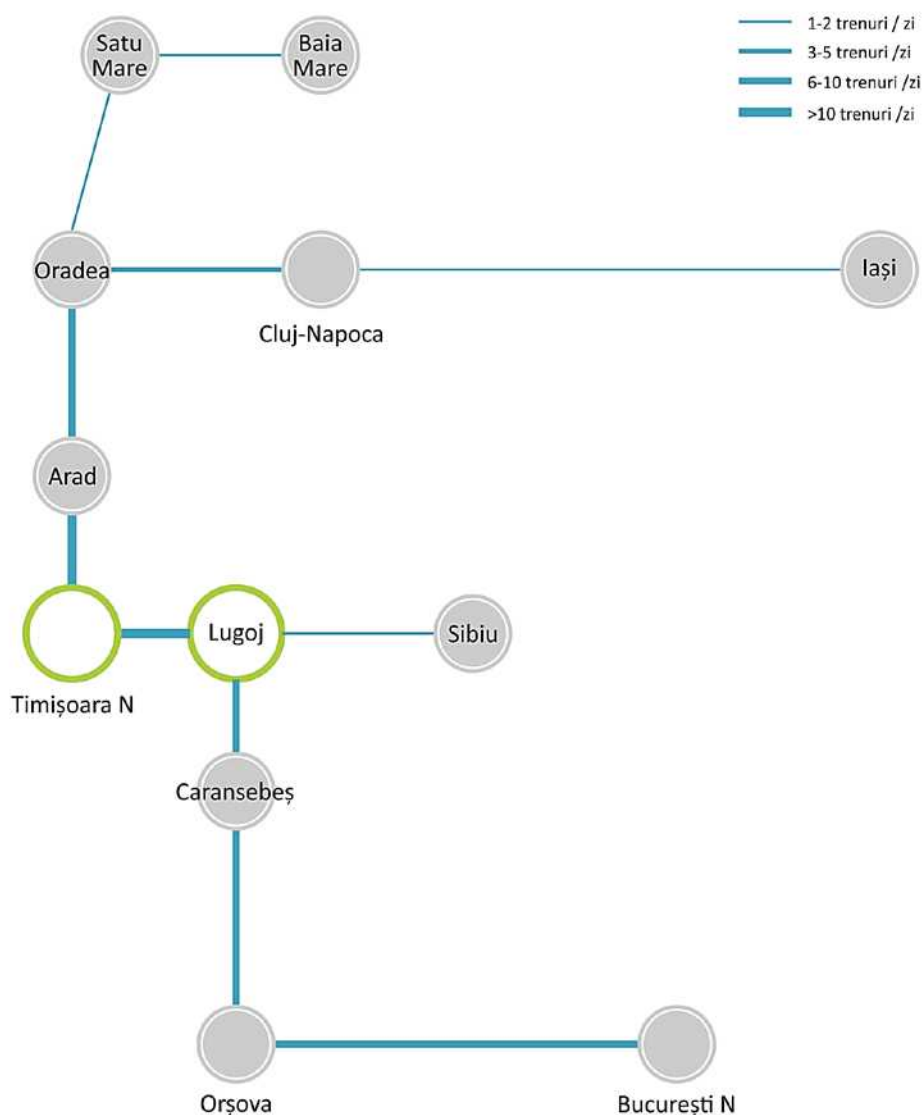 Satu
Mare
Baia
Mare
1-2 trenuri / zi
3-5 trenuri /zi
6-10 trenuri /zi
>10 trenuri /zi
Oradea
Cluj-Napoca
Iași
Arad
Timișoara N
Lugoj
Sibiu
Caransebeș
Orșova
București N